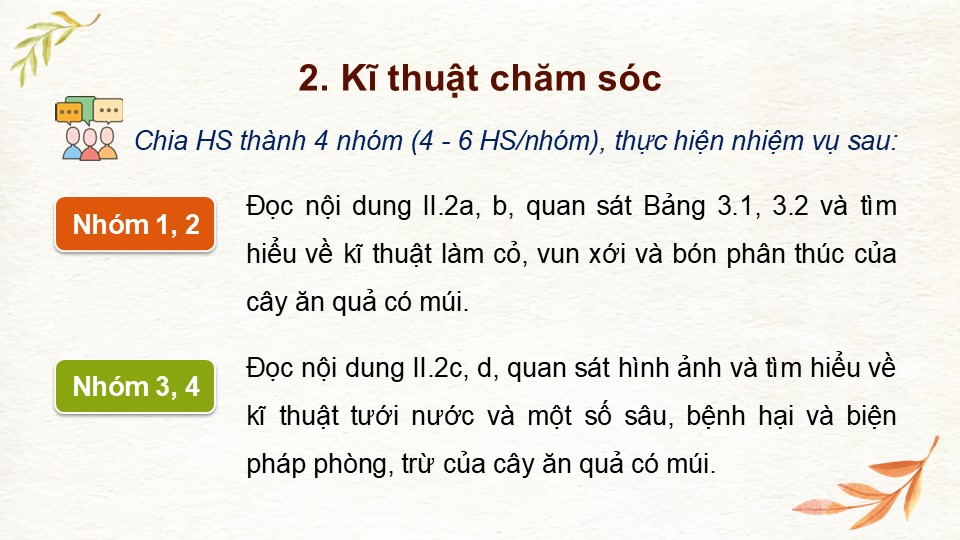 2. Kĩ thuật chăm sóc
Chia HS thành 4 nhóm (4 - 6 HS/nhóm), thực hiện nhiệm vụ sau:
Nhóm 1, 2
Đọc nội dung II.2a, b, quan sát Bảng 3.1, 3.2 và tìm
hiểu về kĩ thuật làm cỏ, vun xới và bón phân thúc của
cây ăn quả có múi.
Nhóm 3, 4
Đọc nội dung II.2c, d, quan sát hình ảnh và tìm hiểu về
kĩ thuật tưới nước và một số sâu, bệnh hại và biện
pháp phòng, trừ của cây ăn quả có múi.